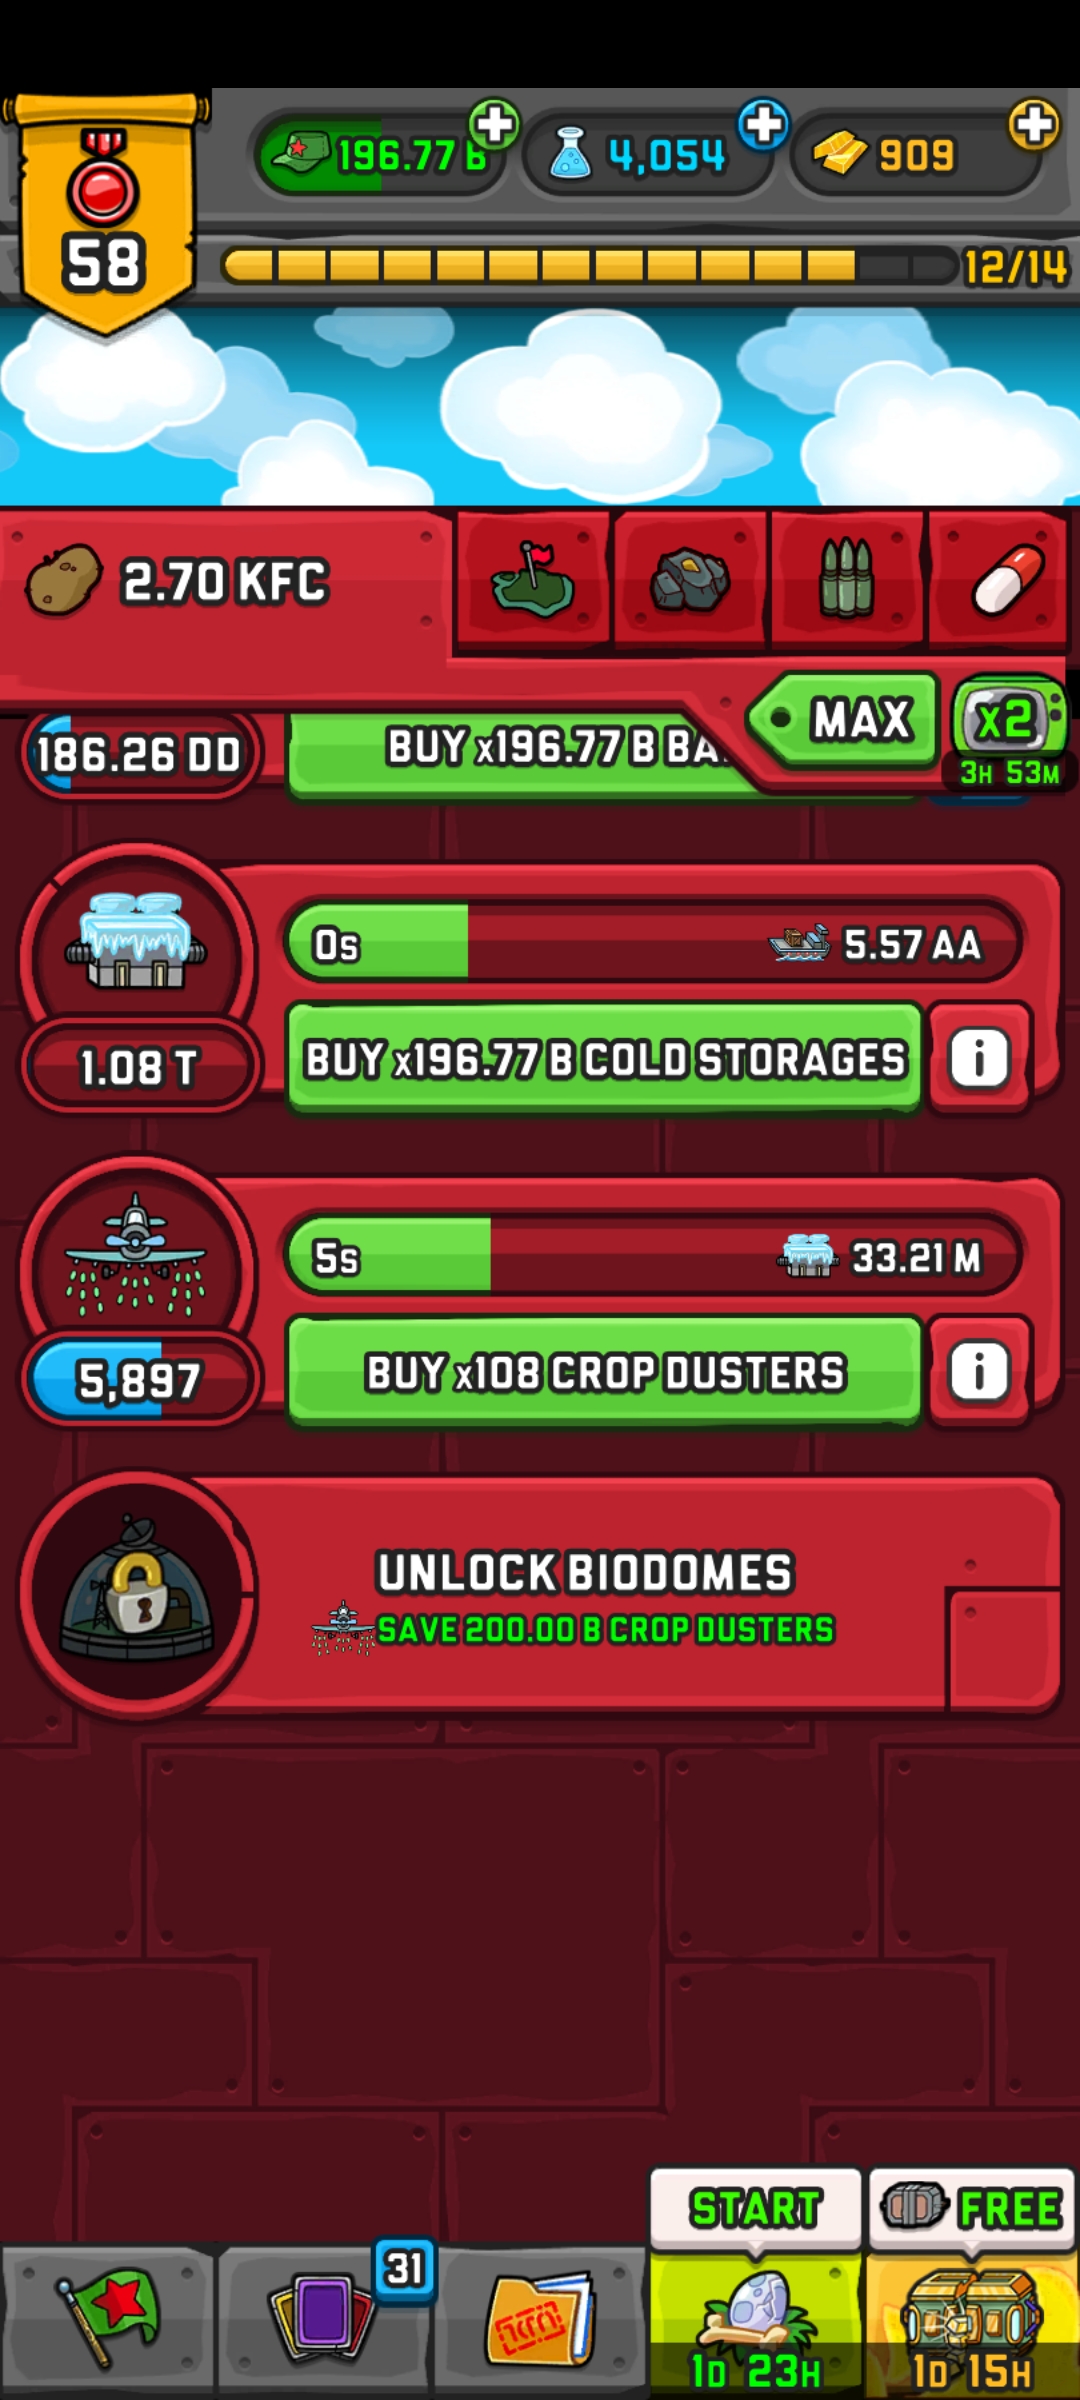 196.77 B
4,054
909
58
12/14
2.70 KFC
MAX
x2
3H 53M
186.26 DD
BUY x196.77 B BA
0s
5.57 AA
1.08 T
BUY x196.77 B COLD STORAGES
i
5s
33.21 M
5,897
BUY x108 CROP DUSTERS
i
UNLOCK BIODOMES
SAVE 200.00 B CROP DUSTERS
START
FREE
31
1D 23H
1D 15H